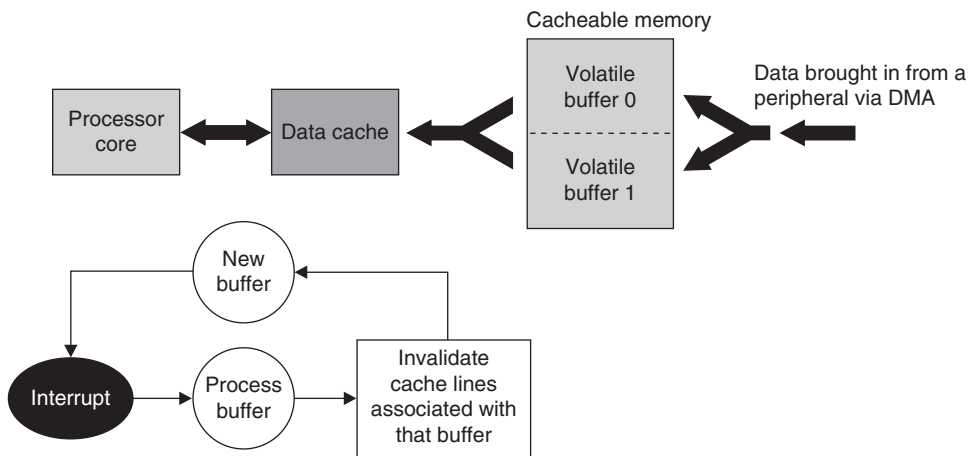 Cacheable memory
Processor
core
Data cache
Volatile
buffer 0
Volatile
buffer 1
Data brought in from a
peripheral via DMA
New
buffer
Interrupt
Process
buffer
Invalidate
cache lines
associated with
that buffer